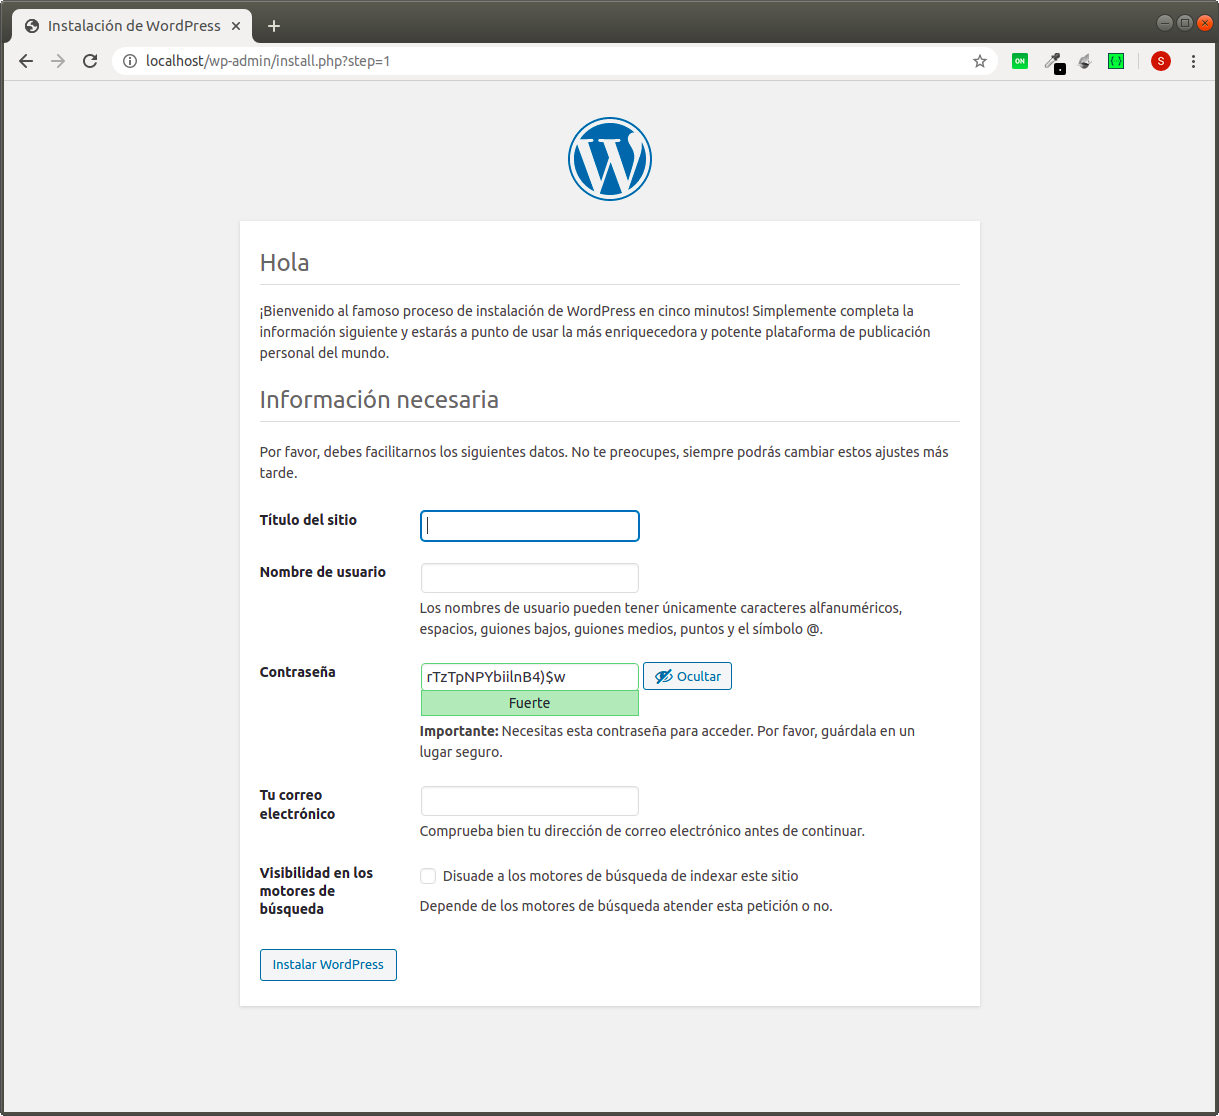 Instalación de WordPress
localhost/wp-admin/install.php?step=1
ON
S
Hola
¡Bienvenido al famoso proceso de instalación de WordPress en cinco minutos! Simplemente completa la
información siguiente y estarás a punto de usar la más enriquecedora y potente plataforma de publicación
personal del mundo.
Información necesaria
Por favor, debes facilitarnos los siguientes datos. No te preocupes, siempre podrás cambiar estos ajustes más
tarde.
Título del sitio
Nombre de usuario
Los nombres de usuario pueden tener únicamente caracteres alfanuméricos,
espacios, guiones bajos, guiones medios, puntos y el símbolo @.
Contraseña
rTzTpNPYbiilnB4)$w
Ocultar
Fuerte
Importante: Necesitas esta contraseña para acceder. Por favor, guárdala en un
lugar seguro.
Tu correo
electrónico
Comprueba bien tu dirección de correo electrónico antes de continuar.
Visibilidad en los
motores de
búsqueda
Disuade a los motores de búsqueda de indexar este sitio
Depende de los motores de búsqueda atender esta petición o no.
Instalar WordPress